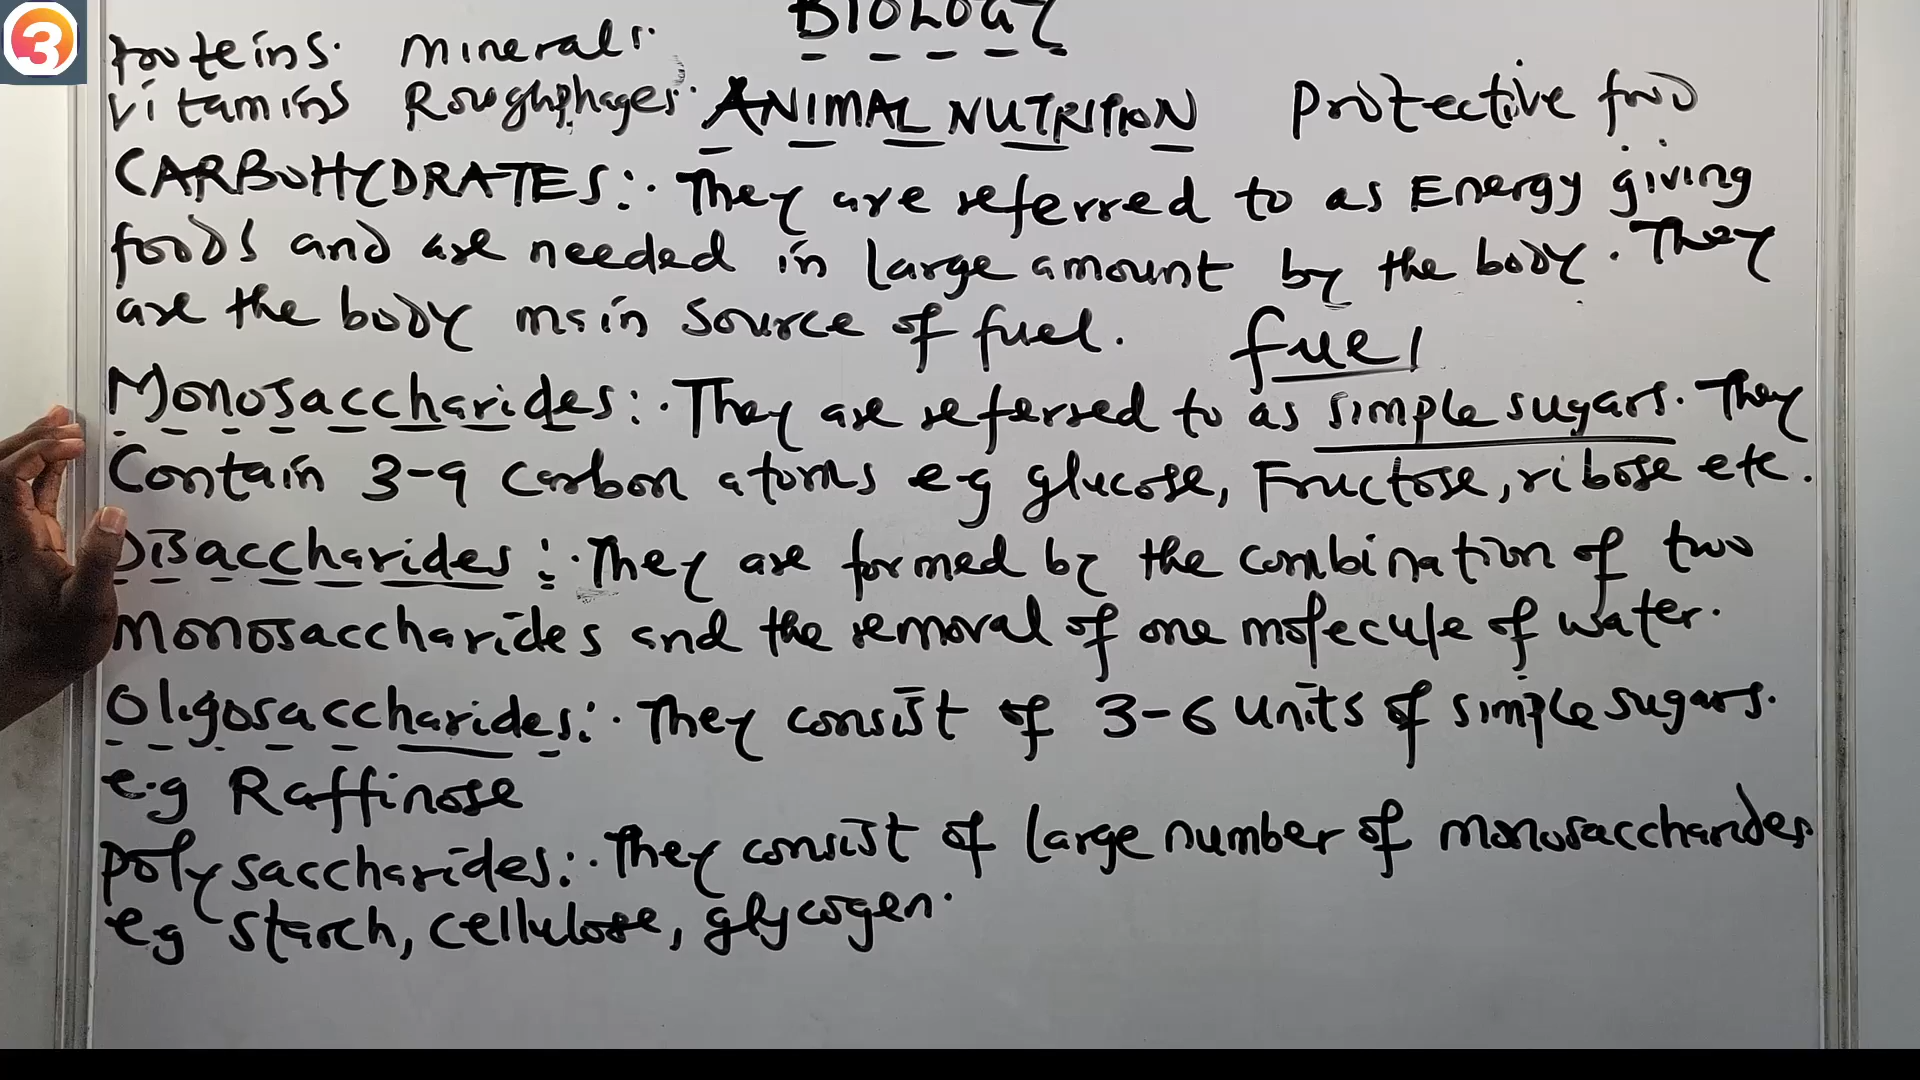 3
BIOLOGY
proteins. minerals.
vitamins Roughphages. ANIMAL NUTRITION Protective foo
CARBOHYDRATES:. They are referred to as Energy giving
foods and are needed in large amount by the body. They
are the body main source of fuel. fuel
Monosaccharides:. They are referred to as simple sugars. They
Contain 3-9 carbon atoms e.g glucose, Fructose, ribose etc.
Disaccharides:. They are formed by the combination of two
monosaccharides and the removal of one molecule of water.
Oligosaccharides:. They consist of 3-6 units of simple sugars.
e.g Raffinose
polysaccharides:. They consist of large number of monosaccharides
e.g starch, cellulose, glycogen.